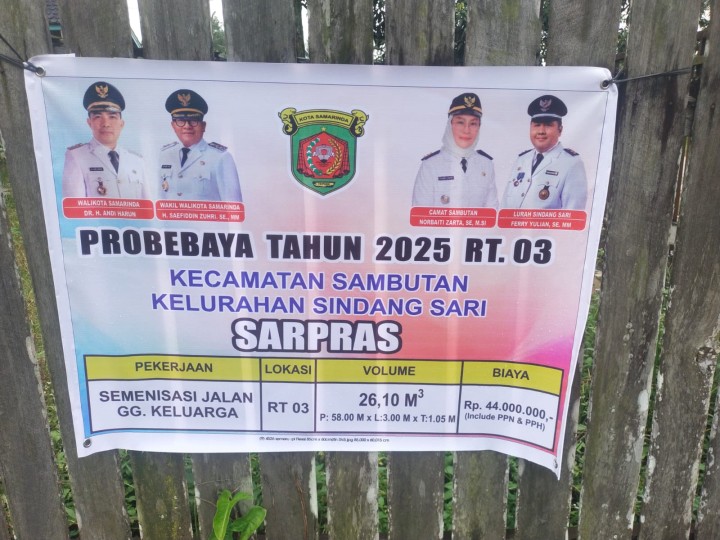 KOTA SAMARINDA
WALIKOTA SAMARINDA
DR. H. ANDI HARUN
WAKIL WALIKOTA SAMARINDA
H. SAEFIDDIN ZUHRI, SE., MM
CAMAT SAMBUTAN
NORBAITI ZARTA, SE, M.SI
LURAH SINDANG SARI
FERRY YULIAN, SE, MM
PROBEBAYA TAHUN 2025 RT. 03
KECAMATAN SAMBUTAN
KELURAHAN SINDANG SARI
SARPRAS
PEKERJAAN LOKASI VOLUME BIAYA
SEMENISASI JALAN
GG. KELUARGA
RT 03
26,10 M³
P: 58.00 M x L:3.00 M x T:1.05 M
Rp. 44.000.000,-
(Include PPN & PPH)